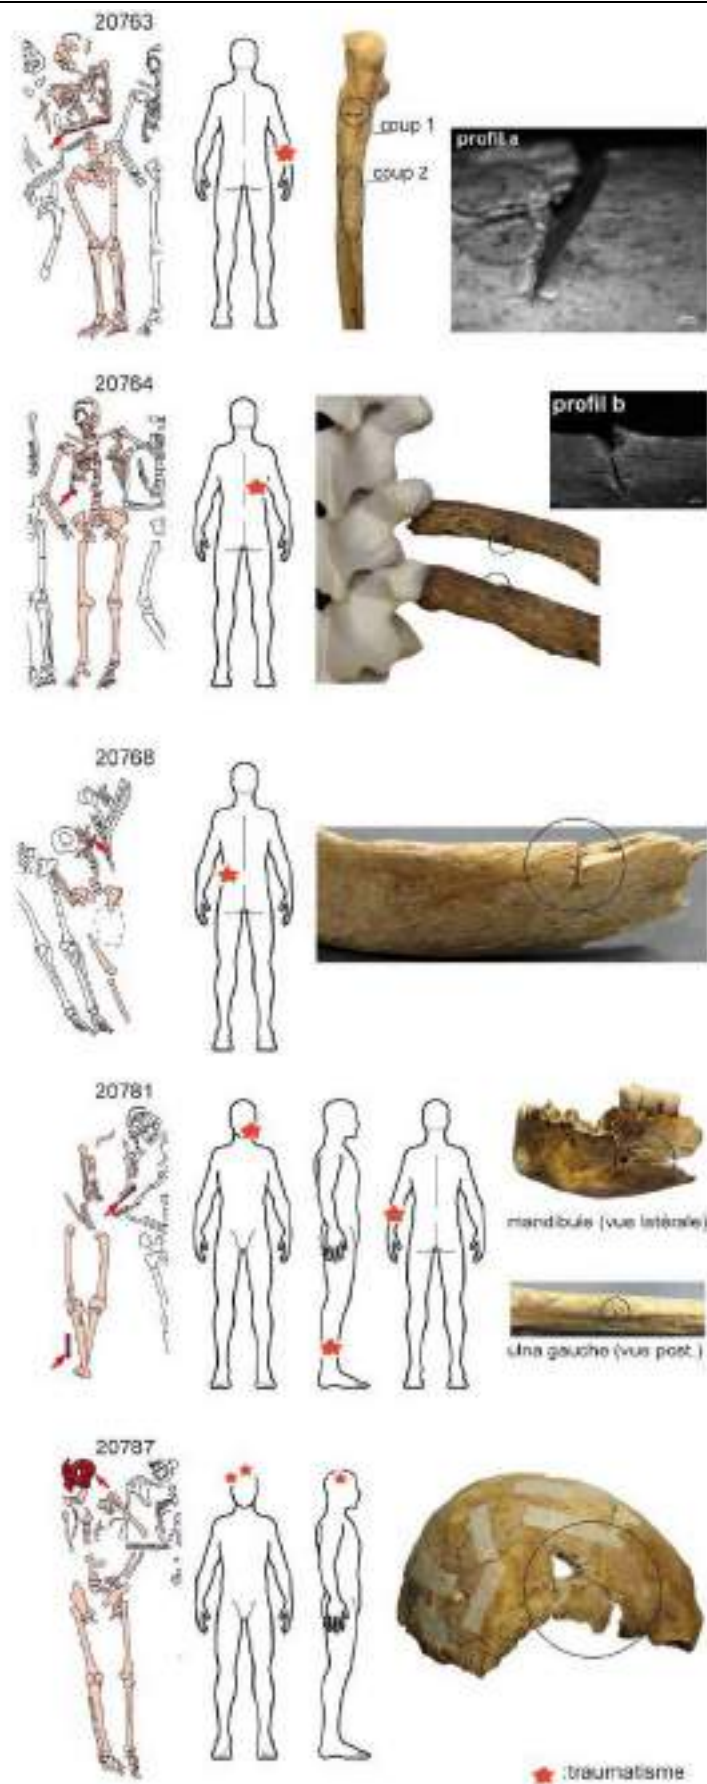 20763
coup 1
coup 2
profil a
20764
profil b
20768
20781
mandibule (vue latérale)
ulna gauche (vue post.)
20787
:traumatisme